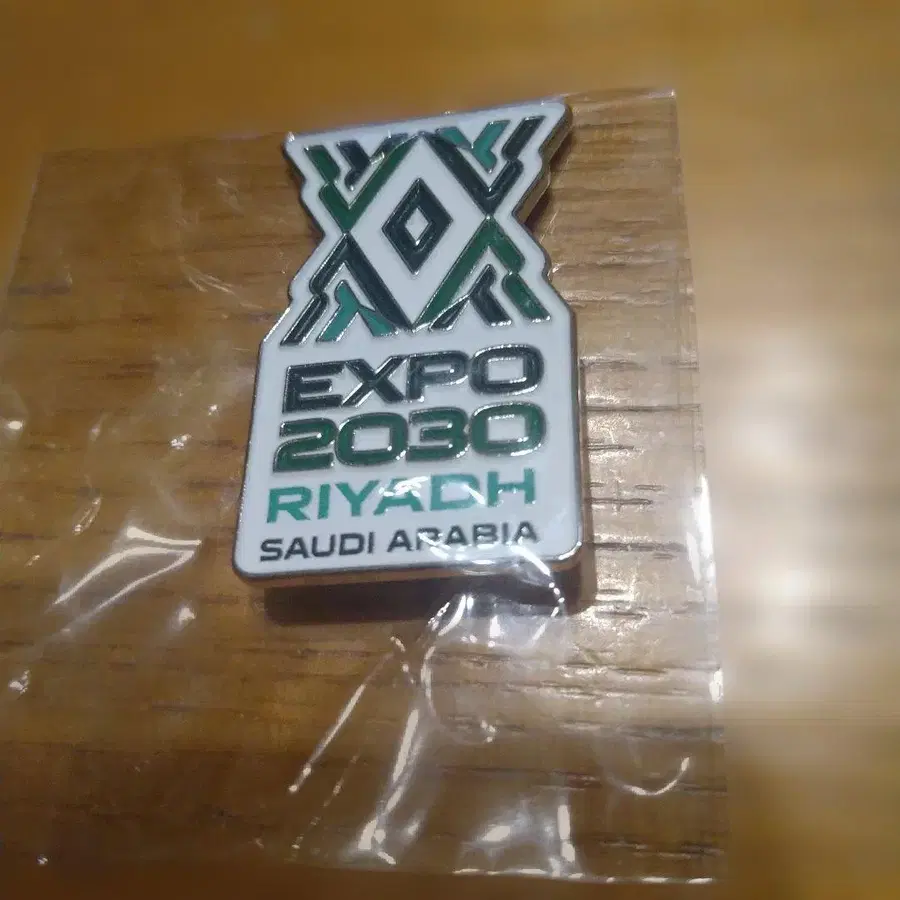 EXPO
2030
RIYADH
SAUDI ARABIA